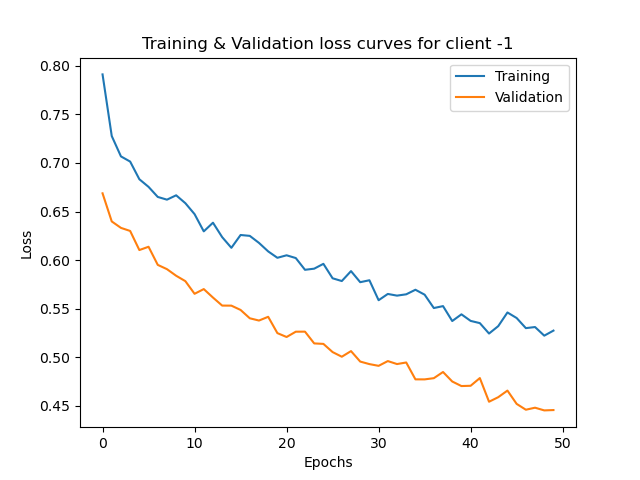 Training & Validation loss curves for client -1
Training
Validation
Loss
0.80
0.75
0.70
0.65
0.60
0.55
0.50
0.45
0 10 20 30 40 50
Epochs